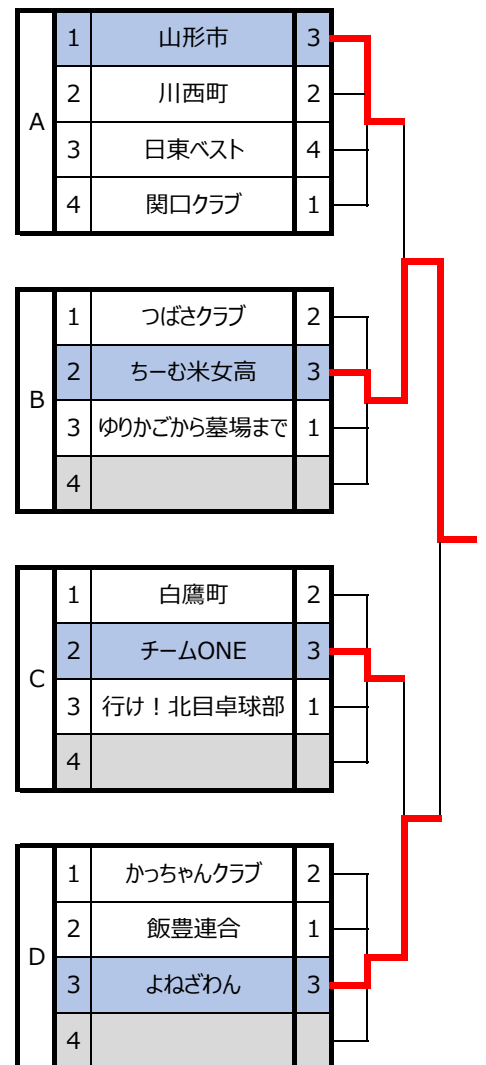 A
1 山形市 3
2 川西町 2
3 日東ベスト 4
4 関口クラブ 1
B
1 つばさクラブ 2
2 ちーむ米女高 3
3 ゆりかごから墓場まで 1
4
C
1 白鷹町 2
2 チームONE 3
3 行け！北目卓球部 1
4
D
1 かっちゃんクラブ 2
2 飯豊連合 1
3 よねざわん 3
4